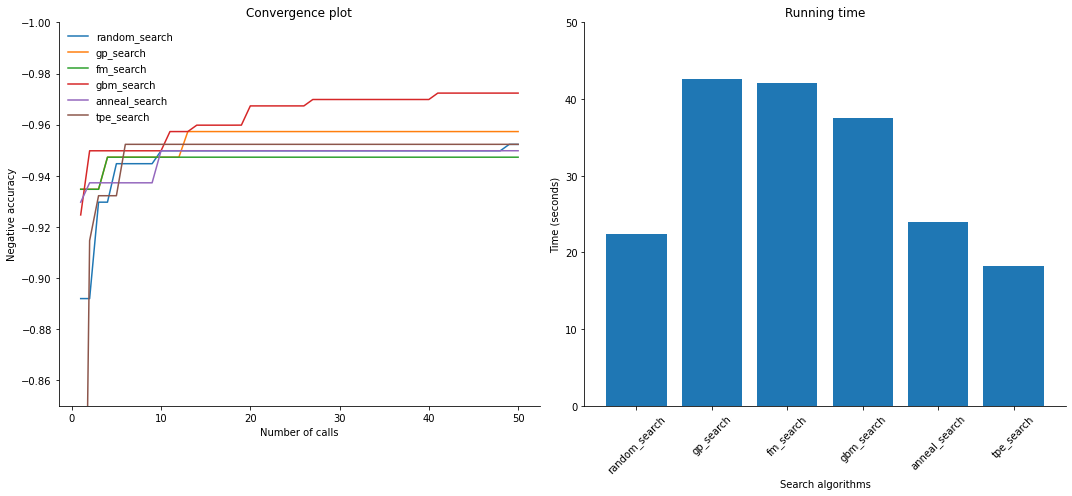 Convergence plot
−1.00
−0.98
−0.96
−0.94
−0.92
−0.90
−0.88
−0.86
Negative accuracy
random_search
gp_search
fm_search
gbm_search
anneal_search
tpe_search
0
10
20
30
40
50
Number of calls
Running time
50
40
30
20
10
0
Time (seconds)
random_search
gp_search
fm_search
gbm_search
anneal_search
tpe_search
Search algorithms